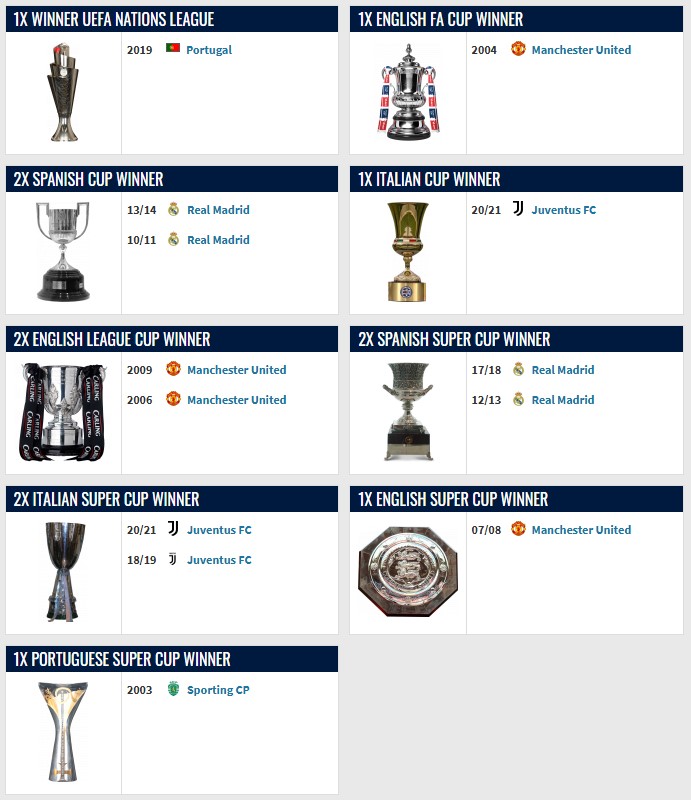 1X WINNER UEFA NATIONS LEAGUE
2019 Portugal
1X ENGLISH FA CUP WINNER
2004 Manchester United
2X SPANISH CUP WINNER
13/14 Real Madrid
10/11 Real Madrid
1X ITALIAN CUP WINNER
20/21 Juventus FC
2X ENGLISH LEAGUE CUP WINNER
CARLING
CARLING
CARLING
CARLING
2009 Manchester United
2006 Manchester United
2X SPANISH SUPER CUP WINNER
17/18 Real Madrid
12/13 Real Madrid
2X ITALIAN SUPER CUP WINNER
20/21 Juventus FC
18/19 Juventus FC
1X ENGLISH SUPER CUP WINNER
07/08 Manchester United
1X PORTUGUESE SUPER CUP WINNER
2003 Sporting CP